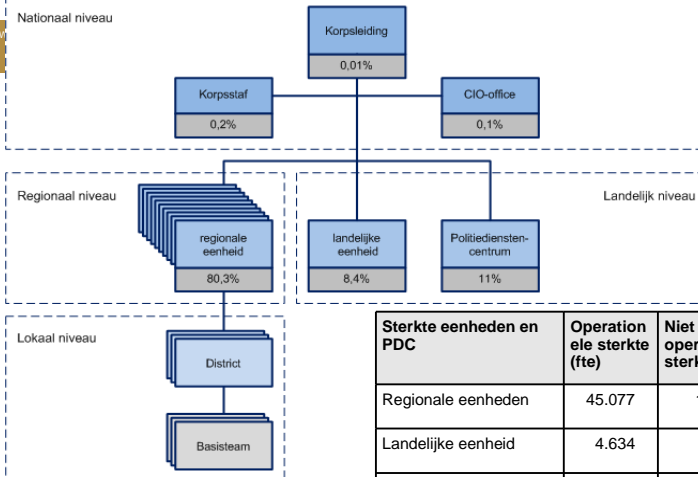 Nationaal niveau
Korpsleiding
0,01%
Korpsstaf
0,2%
CIO-office
0,1%
Regionaal niveau
Landelijk niveau
regionale
eenheid
80,3%
landelijke
eenheid
8,4%
Politiediensten-
centrum
11%
Lokaal niveau
District
Basisteam
Sterkte eenheden en
PDC
Operation
ele sterkte
(fte)
Niet
oper
sterk
Regionale eenheden
45.077
Landelijke eenheid
4.634